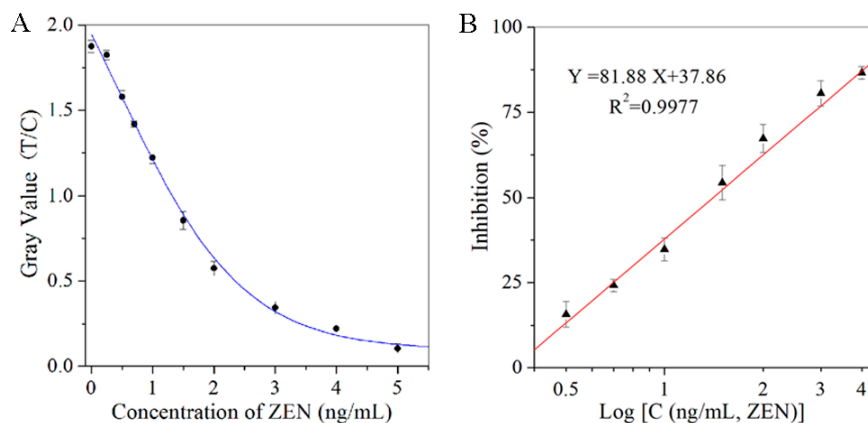 A
Gray Value (T/C)
2.0
1.5
1.0
0.5
0.0
0 1 2 3 4 5
Concentration of ZEN (ng/mL)
B
Inhibition (%)
100
75
50
25
0
Y =81.88 X+37.86
R²=0.9977
0.5 1 2 3 4
Log [C (ng/mL, ZEN)]